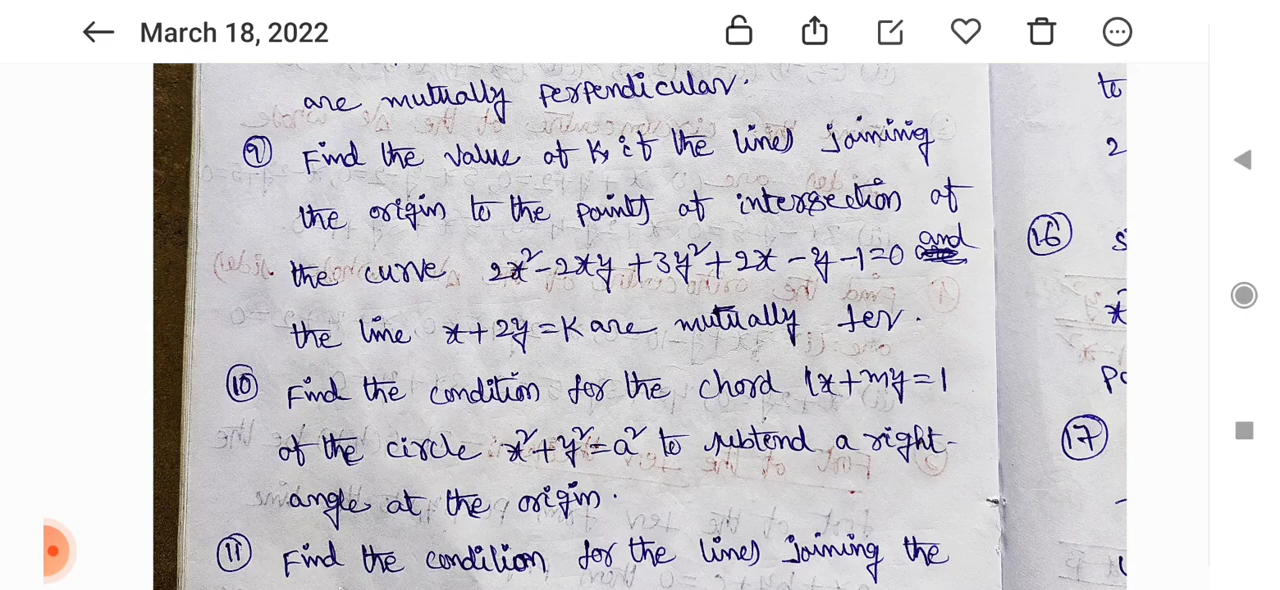 March 18, 2022
are mutually perpendicular.
⑨ Find the value of K, if the lines joining
the origin to the points of intersection of
the curve 2x²-2xy+3y²+2x-y-1=0 and
the line x+2y=K are mutually ter.
⑩ Find the condition for the chord lx+my=1
of the circle x²+y²=a² to subtend a right-
angle at the origin.
⑪ Find the condition for the lines joining the
to
2
⑯ s
x
⑰